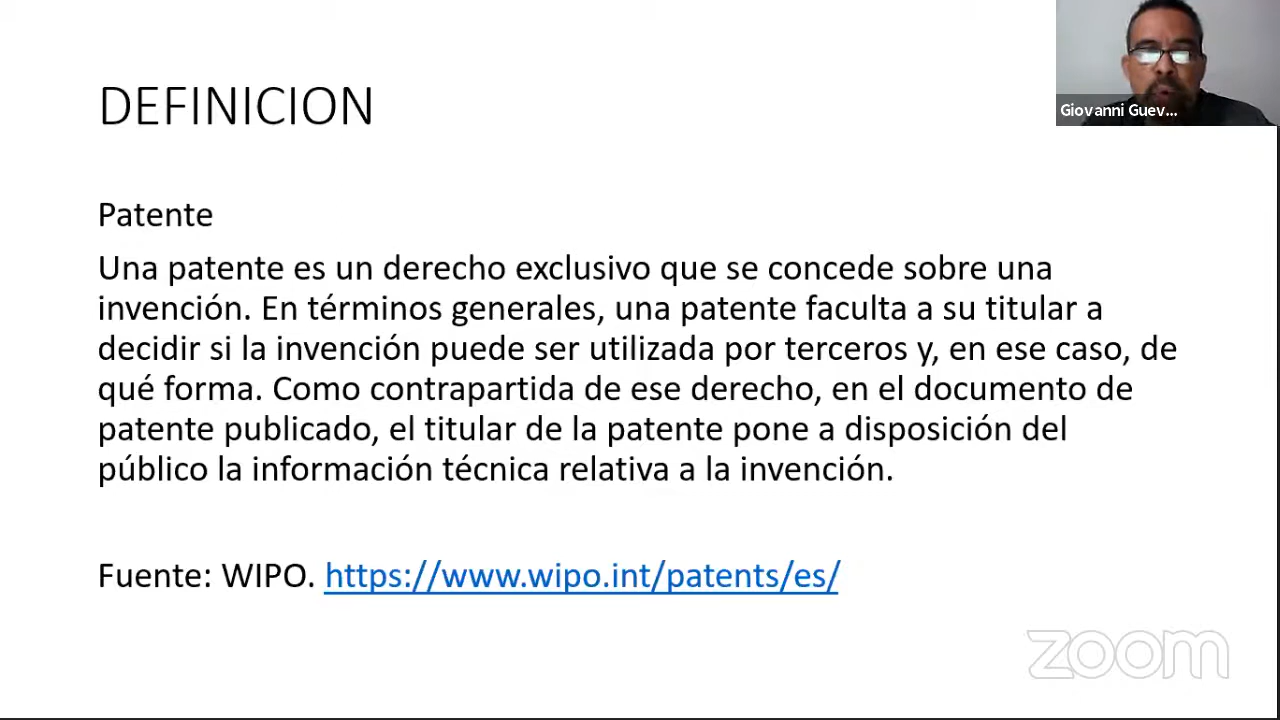 DEFINICION
Giovanni Guev...
Patente
Una patente es un derecho exclusivo que se concede sobre una
invención. En términos generales, una patente faculta a su titular a
decidir si la invención puede ser utilizada por terceros y, en ese caso, de
qué forma. Como contrapartida de ese derecho, en el documento de
patente publicado, el titular de la patente pone a disposición del
público la información técnica relativa a la invención.
Fuente: WIPO. https://www.wipo.int/patents/es/
zoom